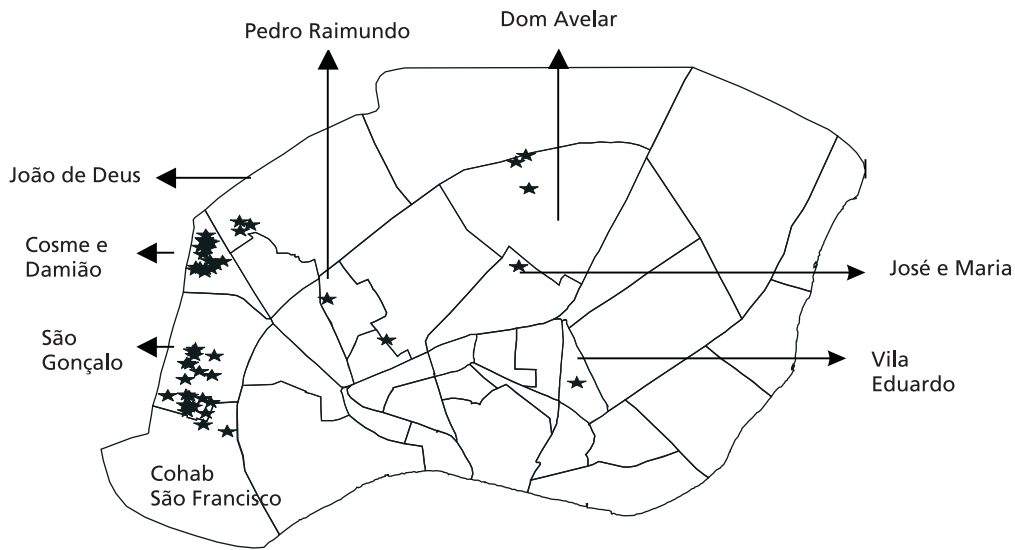 Dom Avelar
Pedro Raimundo
João de Deus
Cosme e
Damião
José e Maria
São
Gonçalo
Vila
Eduardo
Cohab
São Francisco